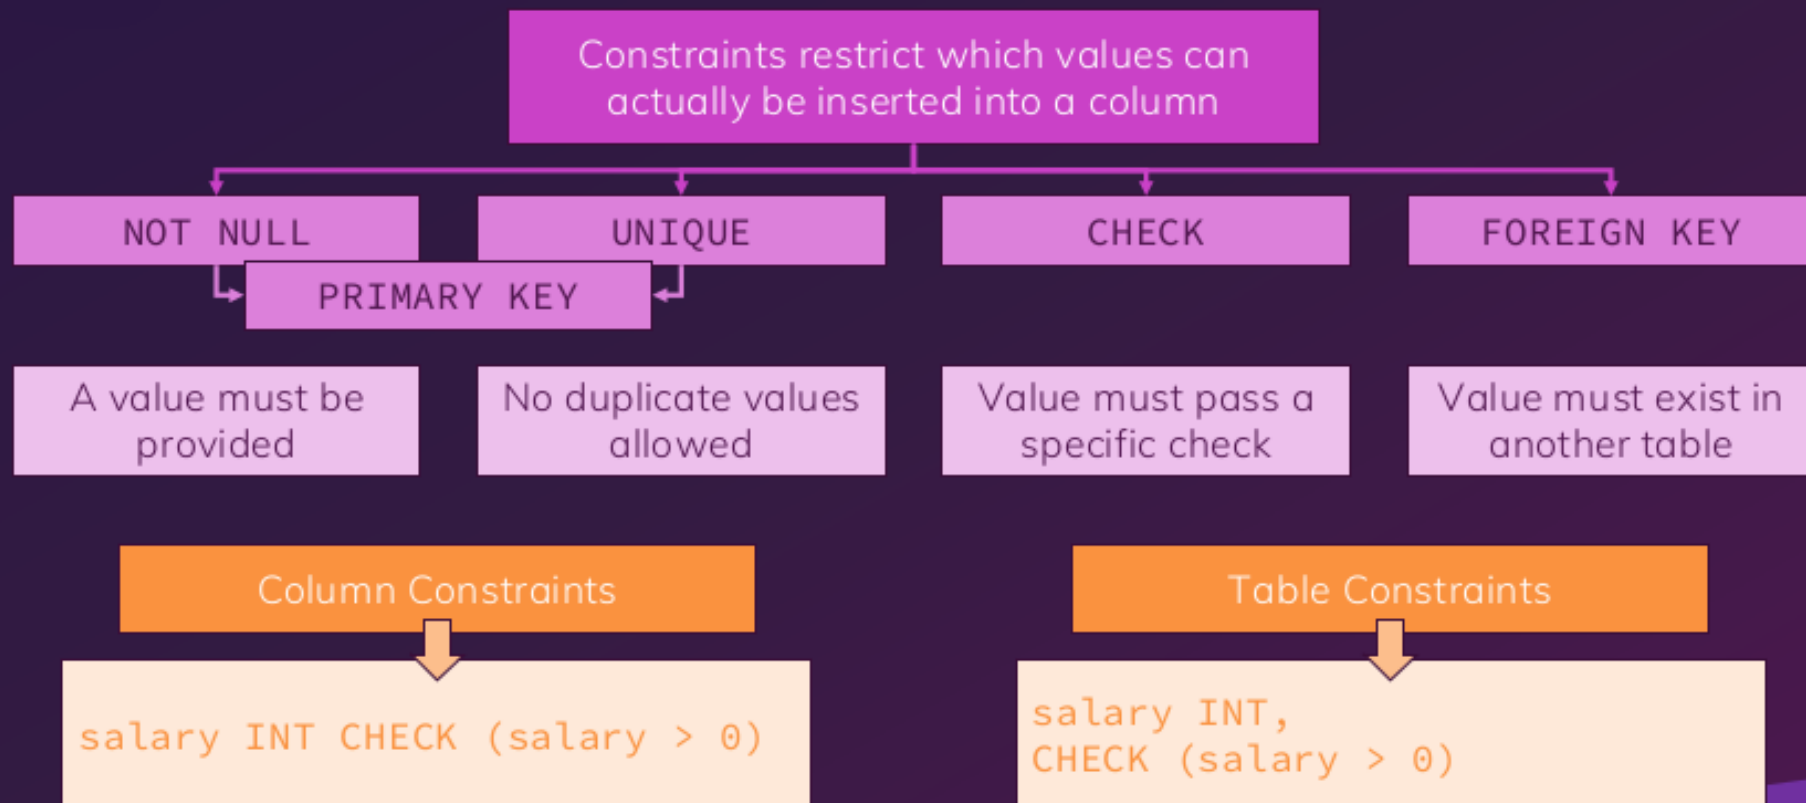 Constraints restrict which values can
actually be inserted into a column
NOT NULL
UNIQUE
CHECK
FOREIGN KEY
PRIMARY KEY
A value must be
provided
No duplicate values
allowed
Value must pass a
specific check
Value must exist in
another table
Column Constraints
Table Constraints
salary INT CHECK (salary > 0)
salary INT,
CHECK (salary > 0)